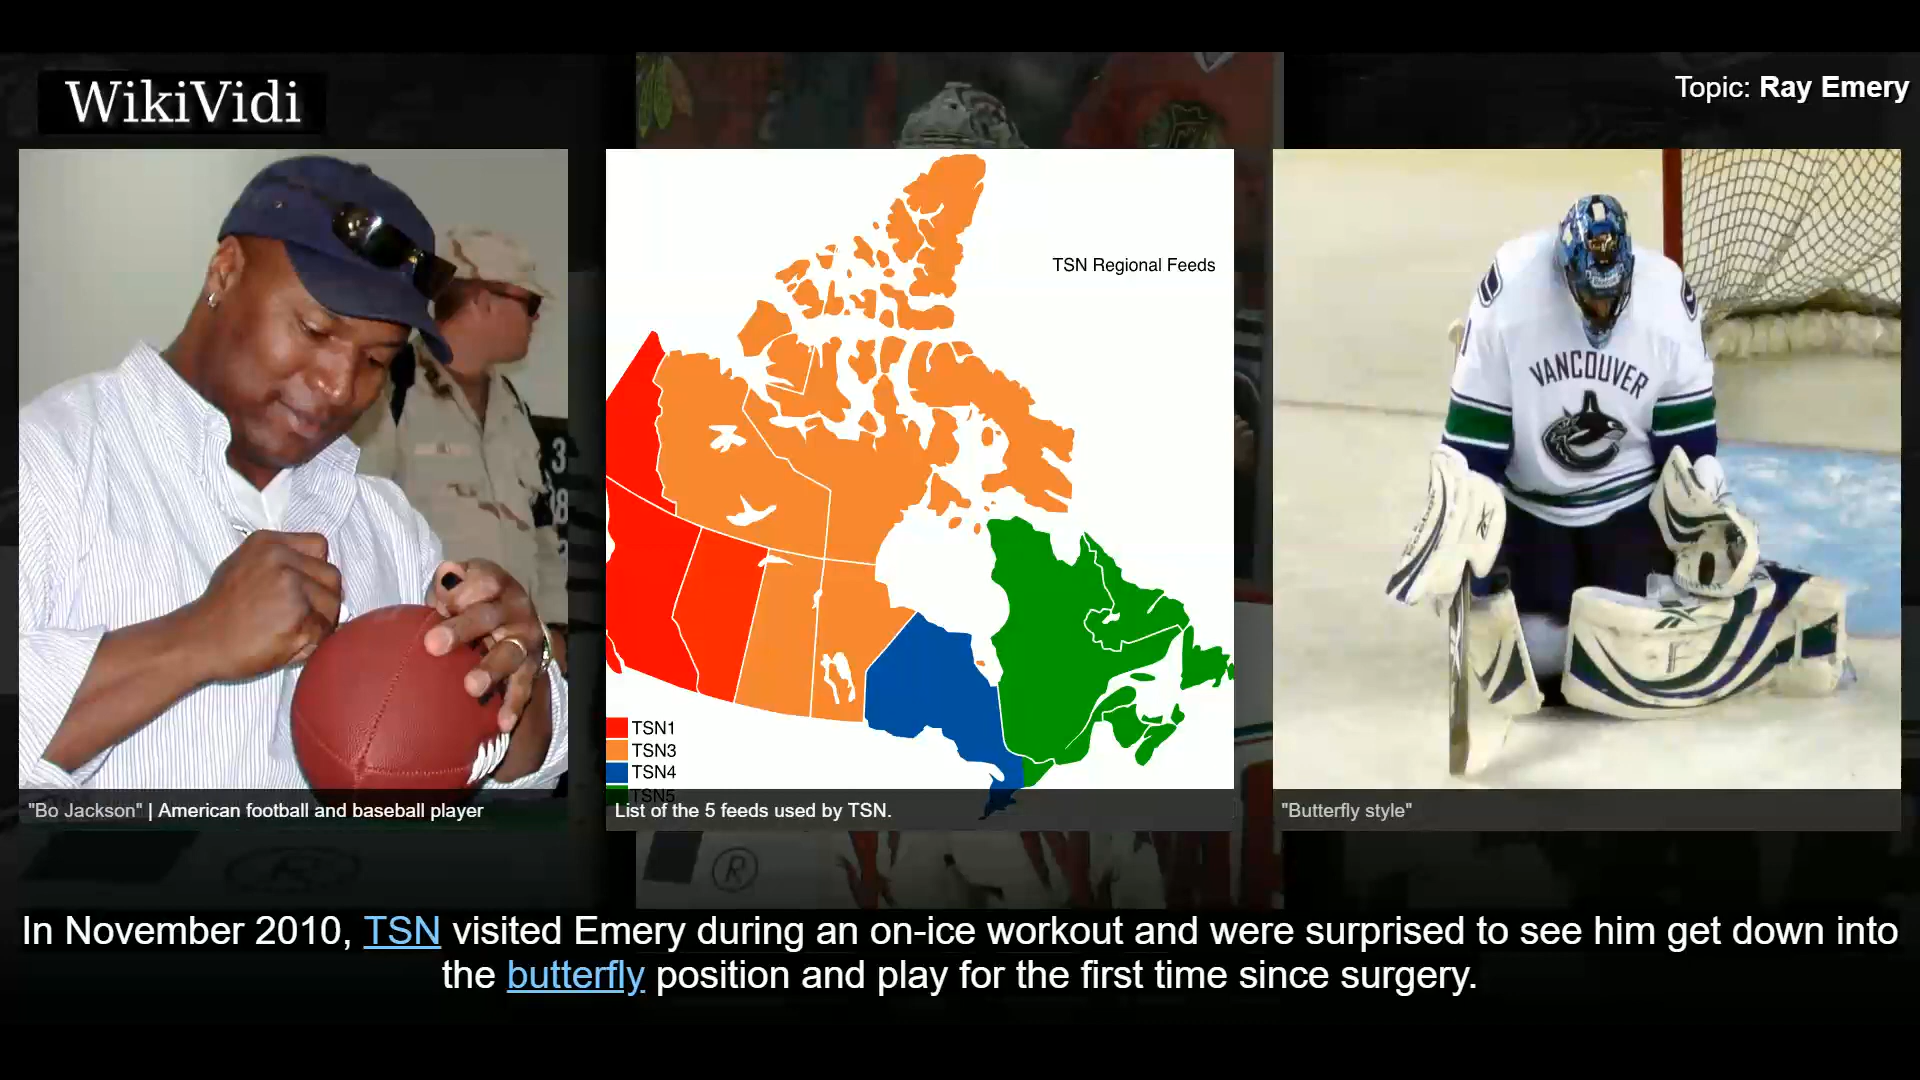 WikiVidi
Topic: Ray Emery
TSN Regional Feeds
VANCOUVER
TSN1
TSN3
TSN4
TSN5
"Bo Jackson" | American football and baseball player
List of the 5 feeds used by TSN.
"Butterfly style"
R
In November 2010, TSN visited Emery during an on-ice workout and were surprised to see him get down into
the butterfly position and play for the first time since surgery.